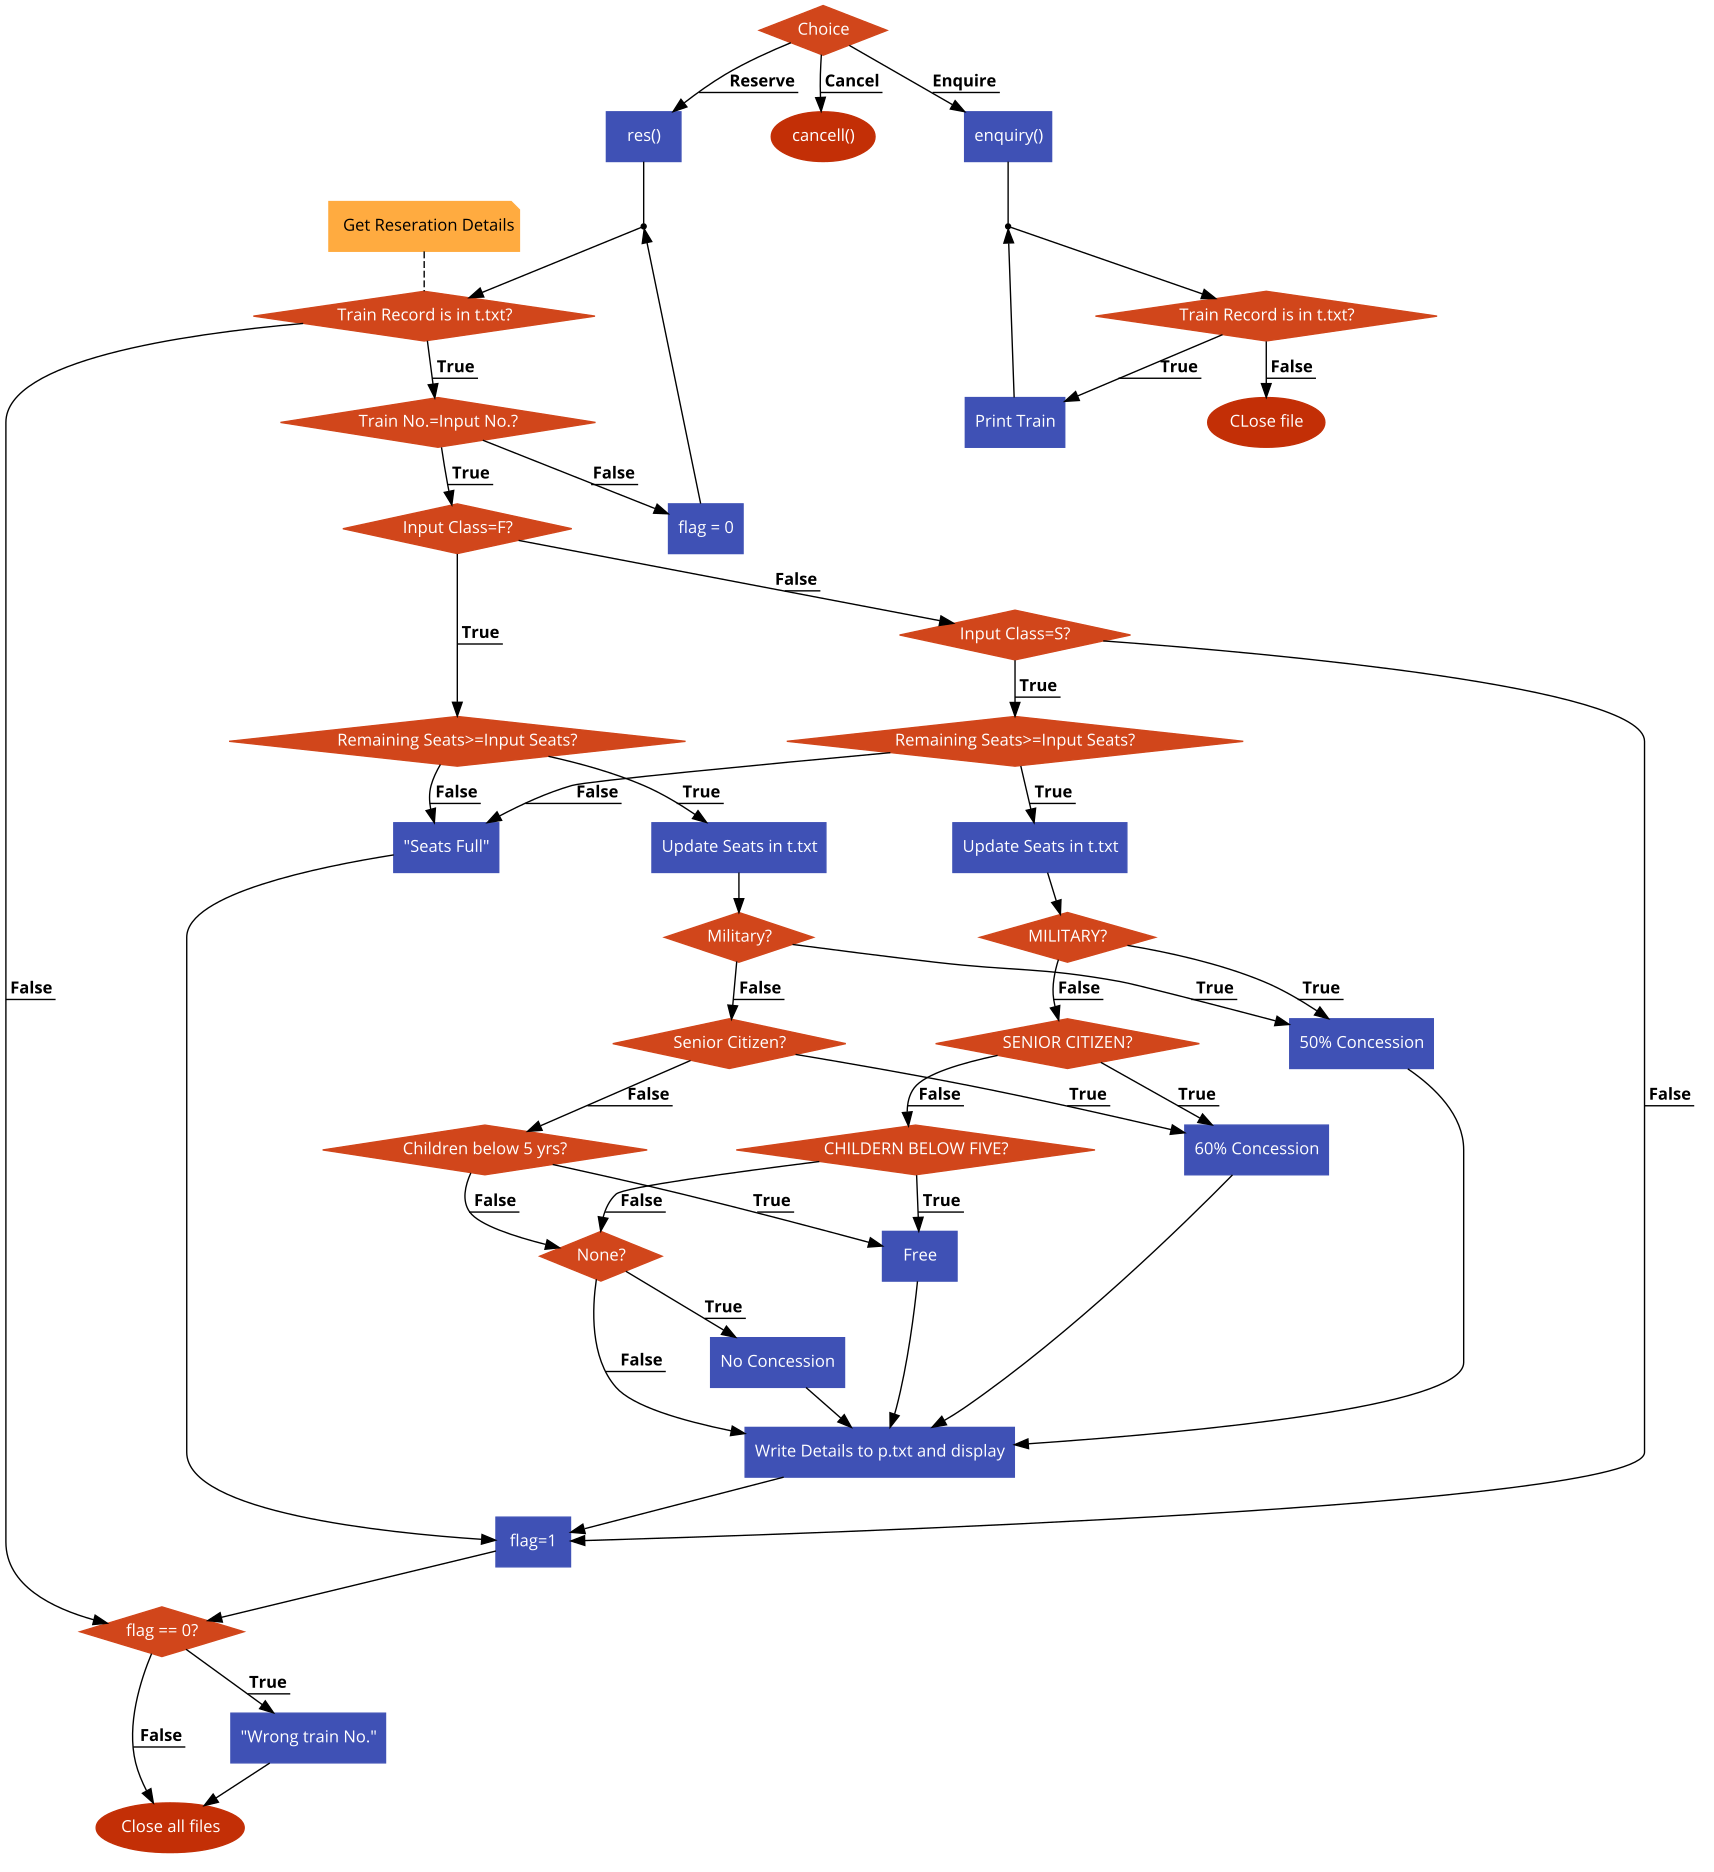 Choice
Reserve
Cancel
Enquire
res()
cancell()
enquiry()
Get Reseration Details
Train Record is in t.txt?
Train Record is in t.txt?
True
True
False
Train No.=Input No.?
Print Train
CLose file
True
False
Input Class=F?
flag = 0
False
True
Input Class=S?
True
Remaining Seats>=Input Seats?
Remaining Seats>=Input Seats?
False
False
True
True
"Seats Full"
Update Seats in t.txt
Update Seats in t.txt
Military?
MILITARY?
False
False
False
True
True
Senior Citizen?
SENIOR CITIZEN?
50% Concession
False
False
True
True
False
Children below 5 yrs?
CHILDERN BELOW FIVE?
60% Concession
False
False
True
True
None?
Free
True
False
No Concession
Write Details to p.txt and display
flag=1
flag == 0?
True
False
"Wrong train No."
Close all files